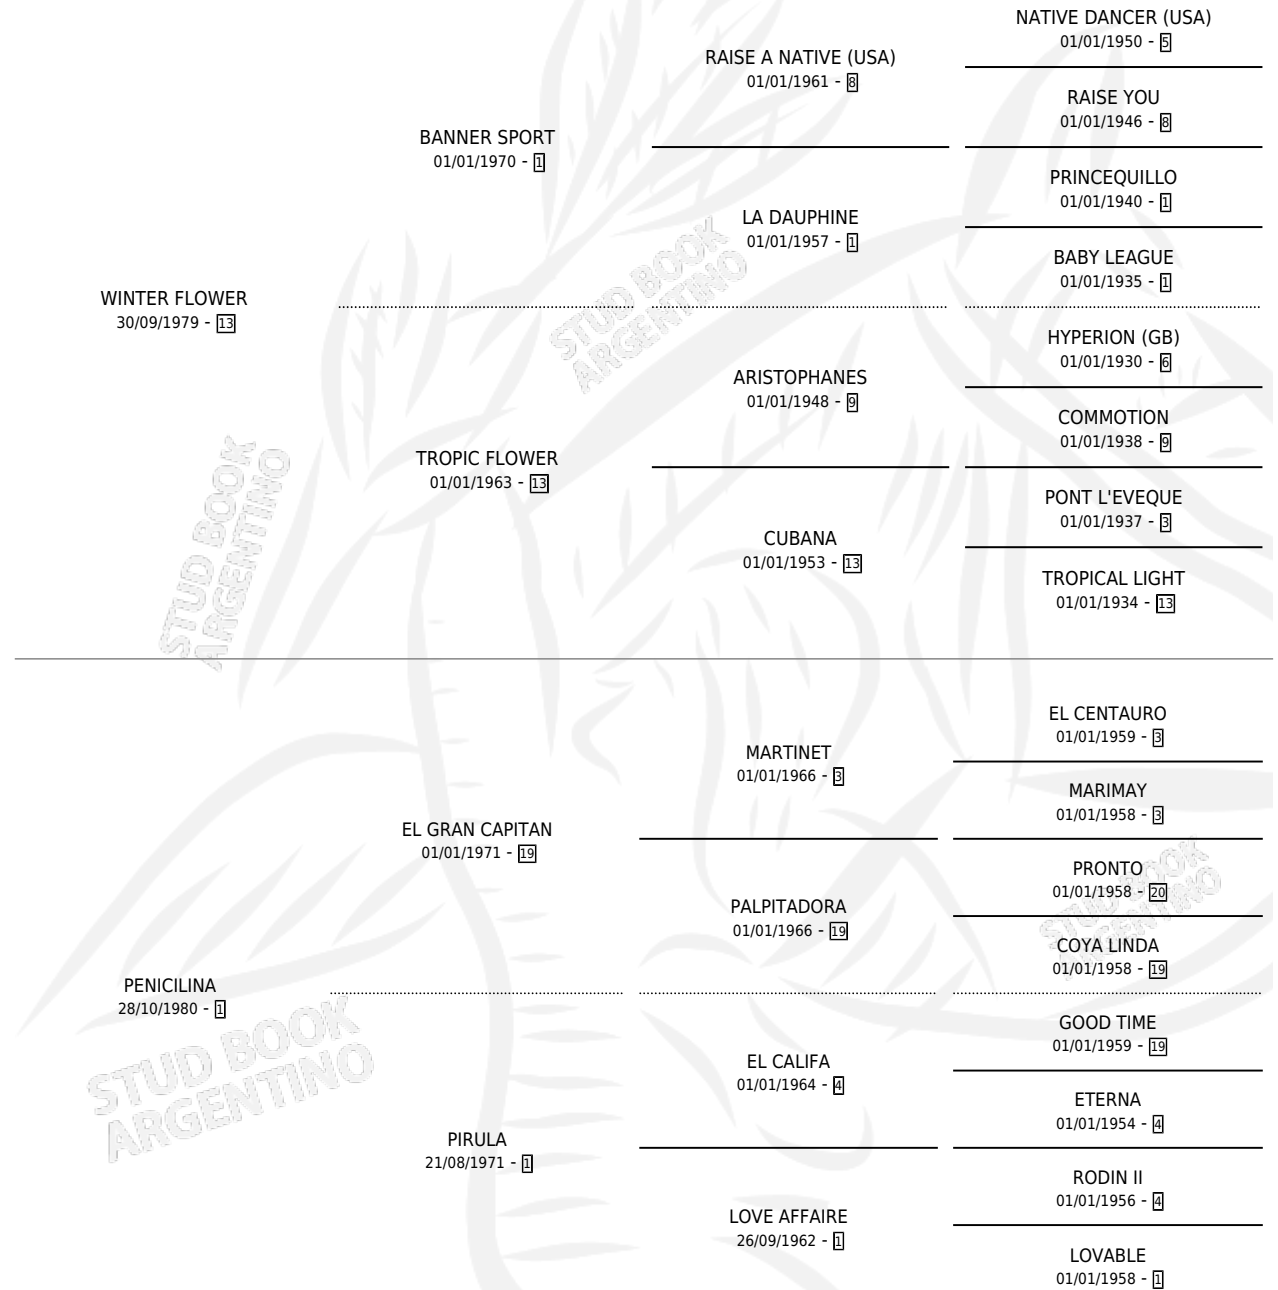 NATIVE DANCER (USA)
01/01/1950 - 5
RAISE A NATIVE (USA)
01/01/1961 - 8
RAISE YOU
01/01/1946 - 8
BANNER SPORT
01/01/1970 - 1
PRINCEQUILLO
01/01/1940 - 1
LA DAUPHINE
01/01/1957 - 1
BABY LEAGUE
01/01/1935 - 1
WINTER FLOWER
30/09/1979 - 13
HYPERION (GB)
01/01/1930 - 6
ARISTOPHANES
01/01/1948 - 9
COMMOTION
01/01/1938 - 9
TROPIC FLOWER
01/01/1963 - 13
PONT L'EVEQUE
01/01/1937 - 3
CUBANA
01/01/1953 - 13
TROPICAL LIGHT
01/01/1934 - 13
EL CENTAURO
01/01/1959 - 3
MARTINET
01/01/1966 - 3
MARIMAY
01/01/1958 - 3
EL GRAN CAPITAN
01/01/1971 - 19
PRONTO
01/01/1958 - 20
PALPITADORA
01/01/1966 - 19
COYA LINDA
01/01/1958 - 19
PENICILINA
28/10/1980 - 1
GOOD TIME
01/01/1959 - 19
EL CALIFA
01/01/1964 - 4
ETERNA
01/01/1954 - 4
PIRULA
21/08/1971 - 1
RODIN II
01/01/1956 - 4
LOVE AFFAIRE
26/09/1962 - 1
LOVABLE
01/01/1958 - 1
STUD BOOK
ARGENTINO
STUD BOOK
ARGENTINO
STUD BOOK
ARGENTINO
STUD BOOK
ARGENTINO